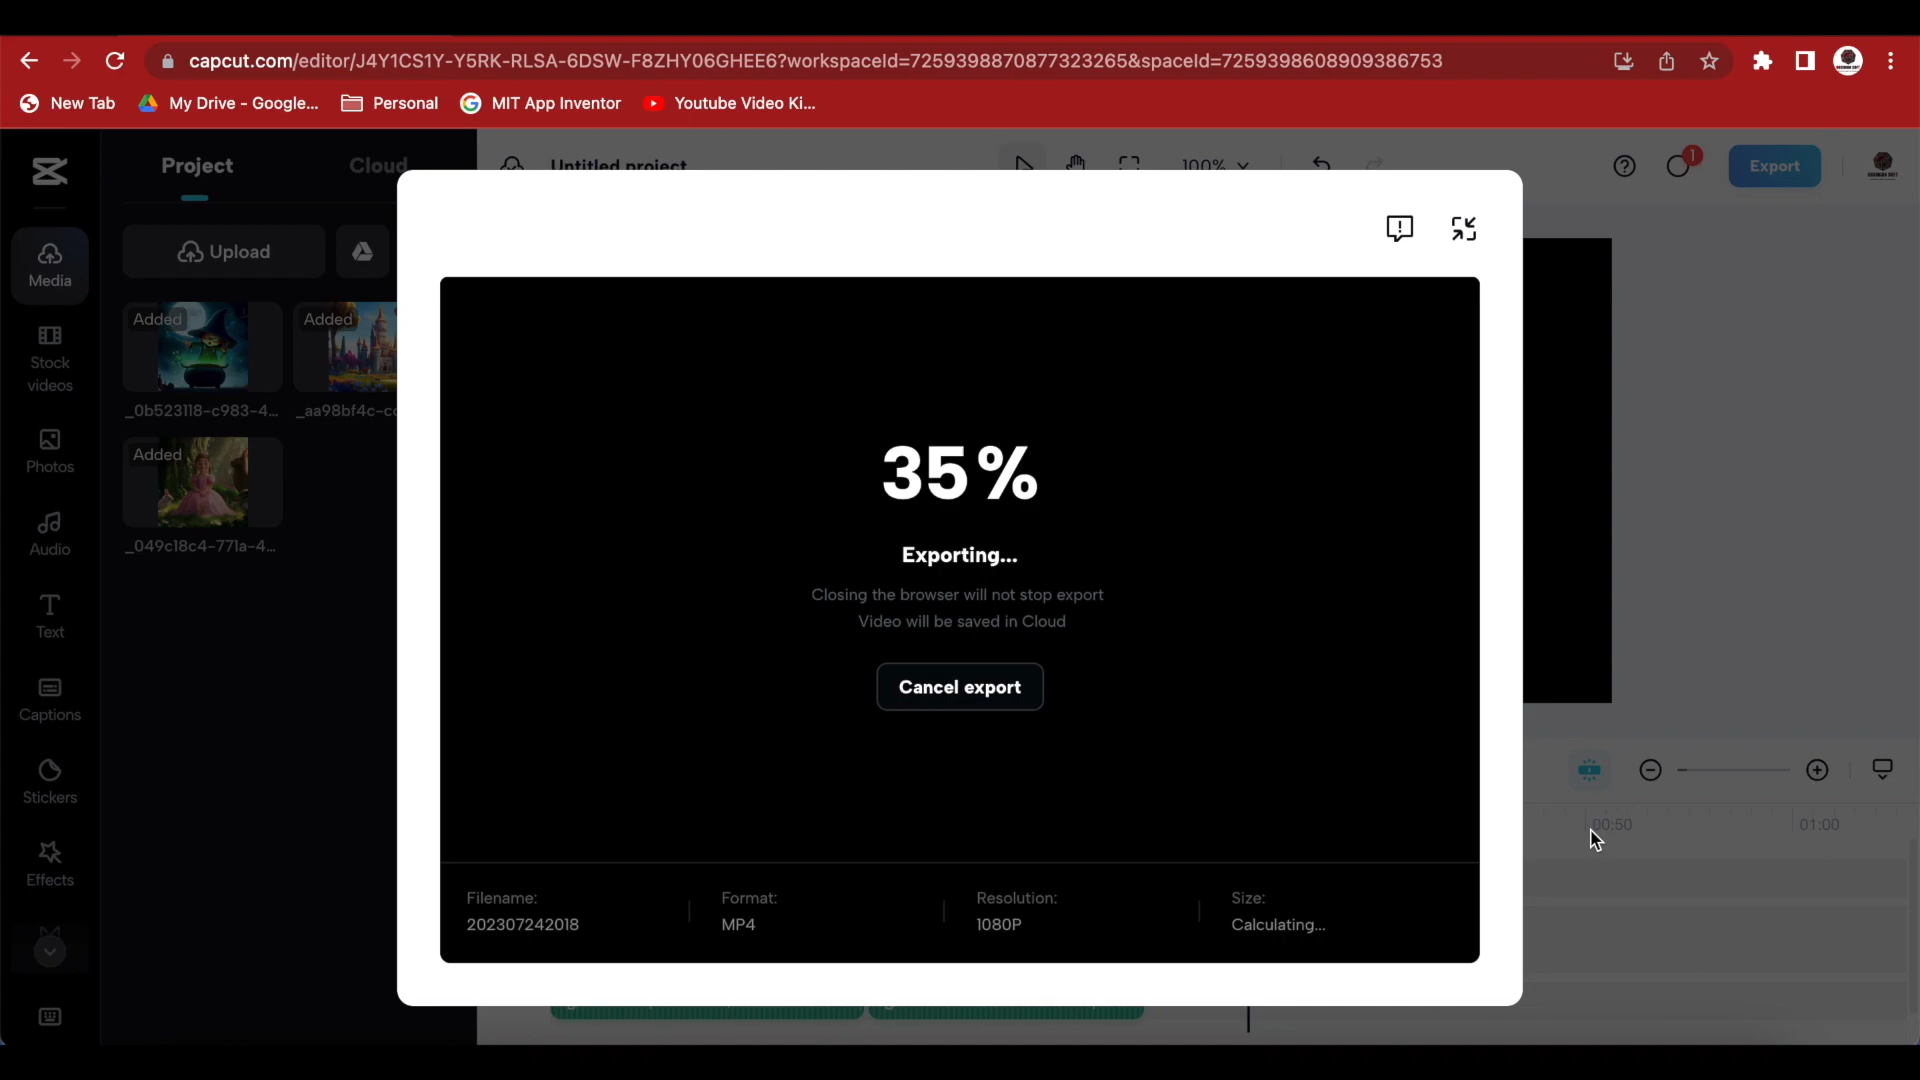 capcut.com/editor/J4Y1CS1Y-Y5RK-RLSA-6DSW-F8ZHY06GHEE6?workspaceId=7259398870877323265&spaceId=7259398608909386753
New Tab
My Drive - Google...
Personal
MIT App Inventor
Youtube Video Ki...
Project
Cloud
Untitled project
100%
1
Export
Upload
Media
Added
Added
Stock
videos
_0b523118-c983-4...
_aa98bf4c-c
Photos
Added
_049c18c4-771a-4...
Audio
Text
Captions
Stickers
Effects
35%
Exporting...
Closing the browser will not stop export
Video will be saved in Cloud
Cancel export
Filename:
202307242018
Format:
MP4
Resolution:
1080P
Size:
Calculating...
00:50
01:00